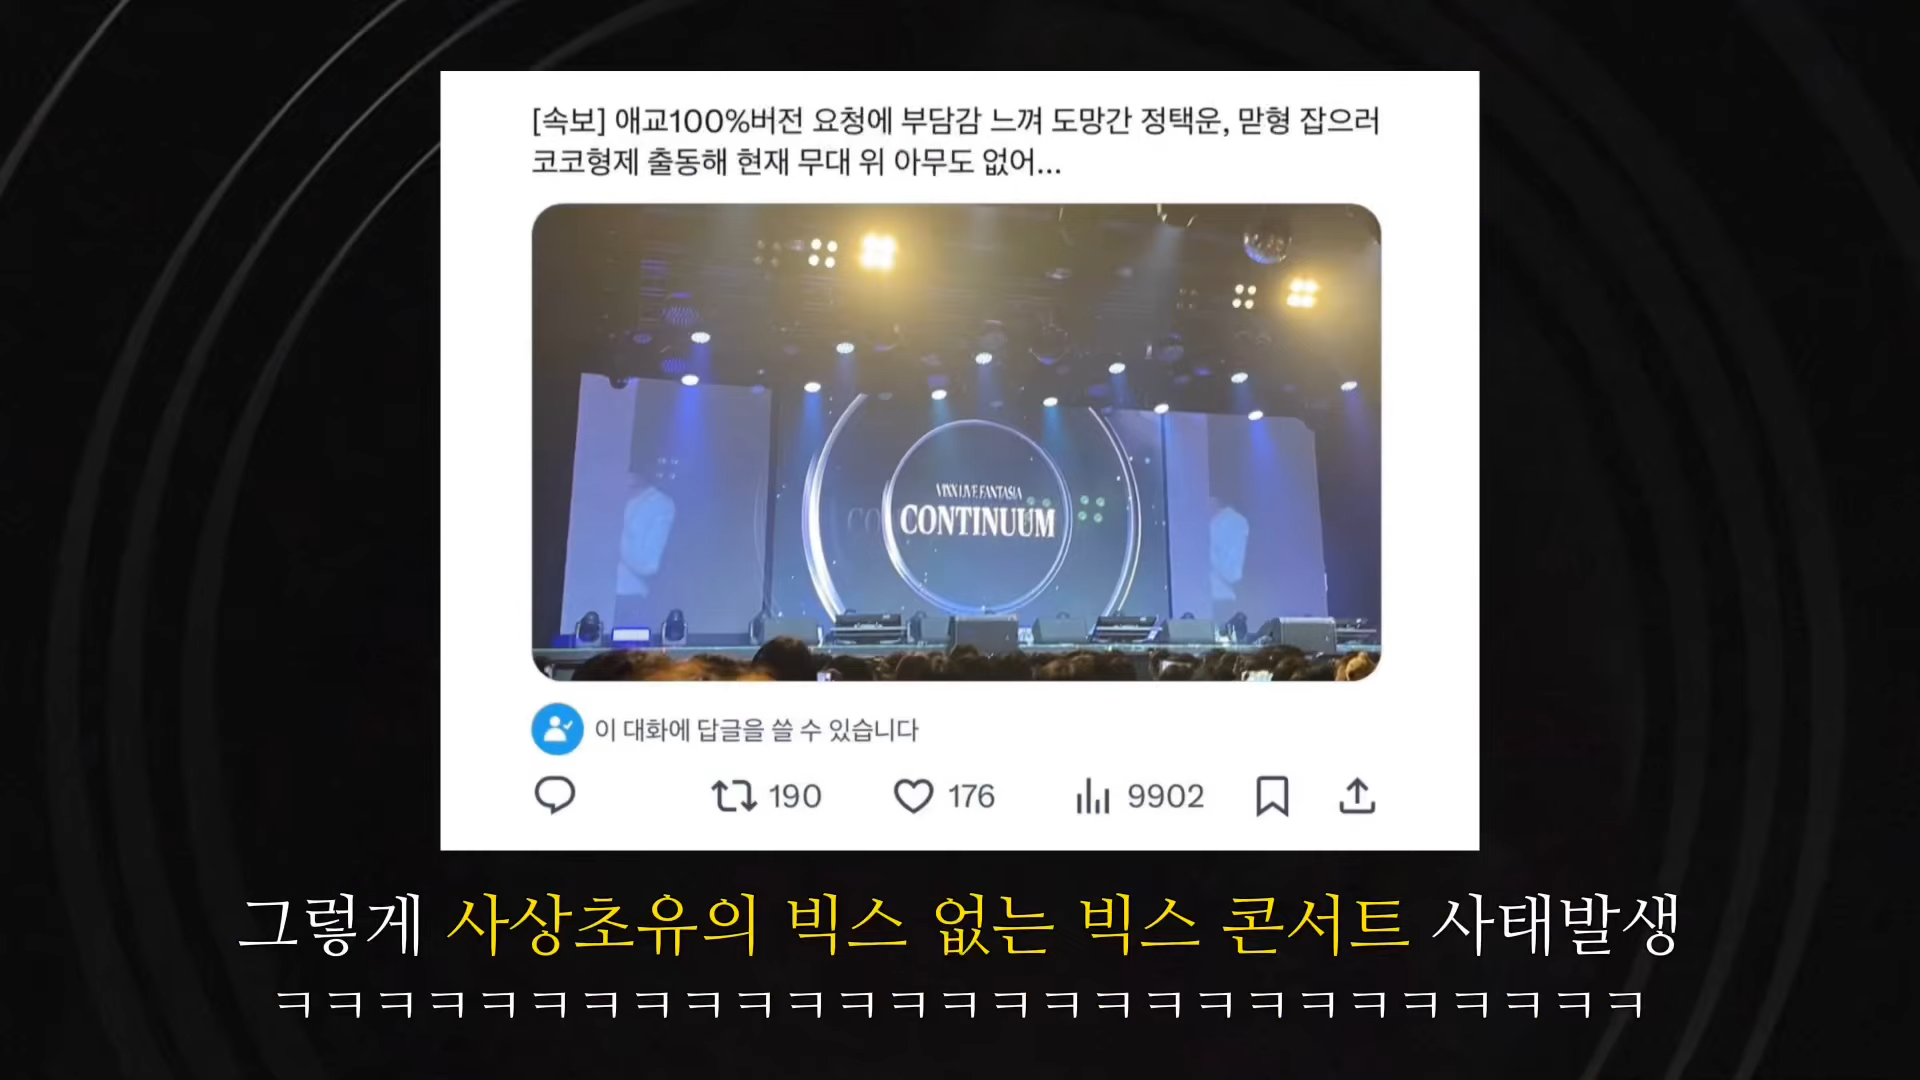 [속보] 애교100%버전 요청에 부담감 느껴 도망간 정택운, 맏형 잡으러
코코형제 출동해 현재 무대 위 아무도 없어...
VIXX LIVE FANTASIA
CONTINUUM
이 대화에 답글을 쓸 수 있습니다
190 176 9902
그렇게 사상초유의 빅스 없는 빅스 콘서트 사태발생
ㅋㅋㅋㅋㅋㅋㅋㅋㅋㅋㅋㅋㅋㅋㅋㅋㅋㅋㅋㅋㅋㅋㅋㅋㅋㅋㅋ